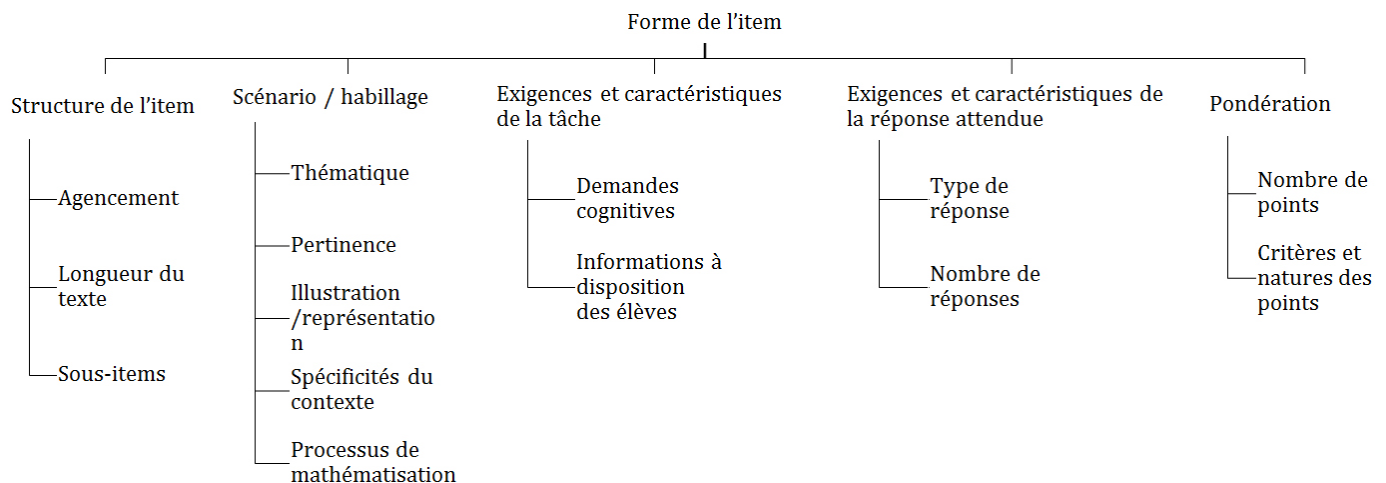 Forme de l’item
Structure de l’item
Agencement
Longueur du
texte
Sous-items
Scénario / habillage
Thématique
Pertinence
Illustration
/représentatio
n
Spécificités du
contexte
Processus de
mathématisation
Exigences et caractéristiques
de la tâche
Demandes
cognitives
Informations à
disposition
des élèves
Exigences et caractéristiques de
la réponse attendue
Type de
réponse
Nombre de
réponses
Pondération
Nombre de
points
Critères et
natures des
points